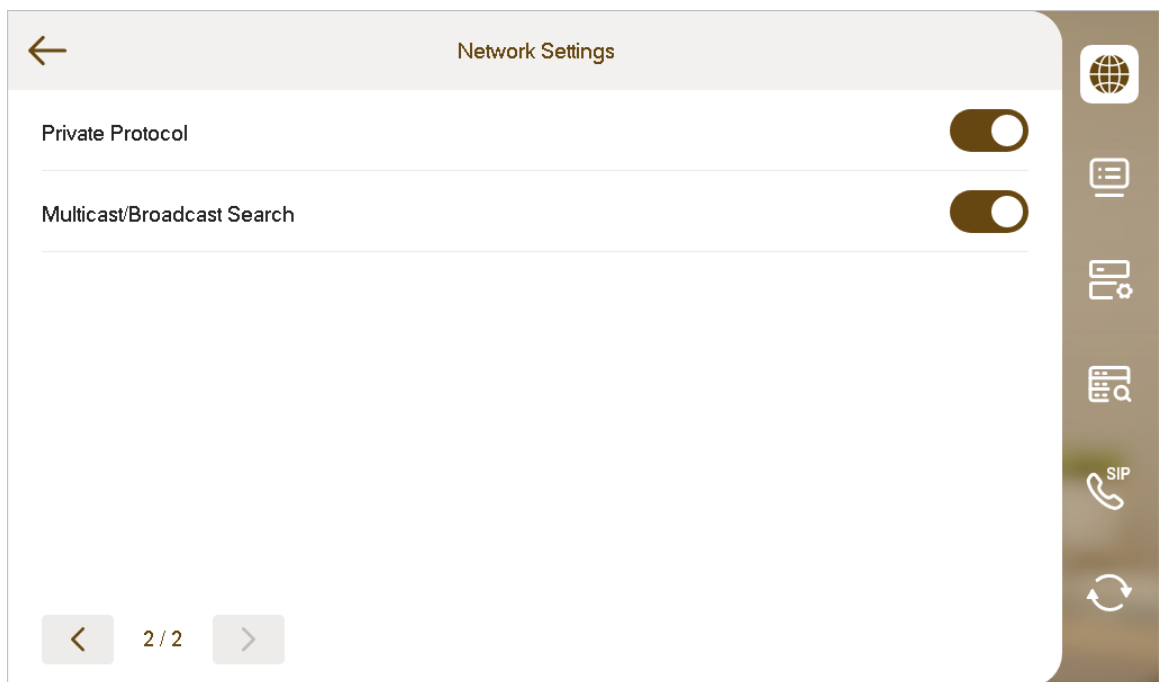 Network Settings
Private Protocol
Multicast/Broadcast Search
SIP
2 / 2